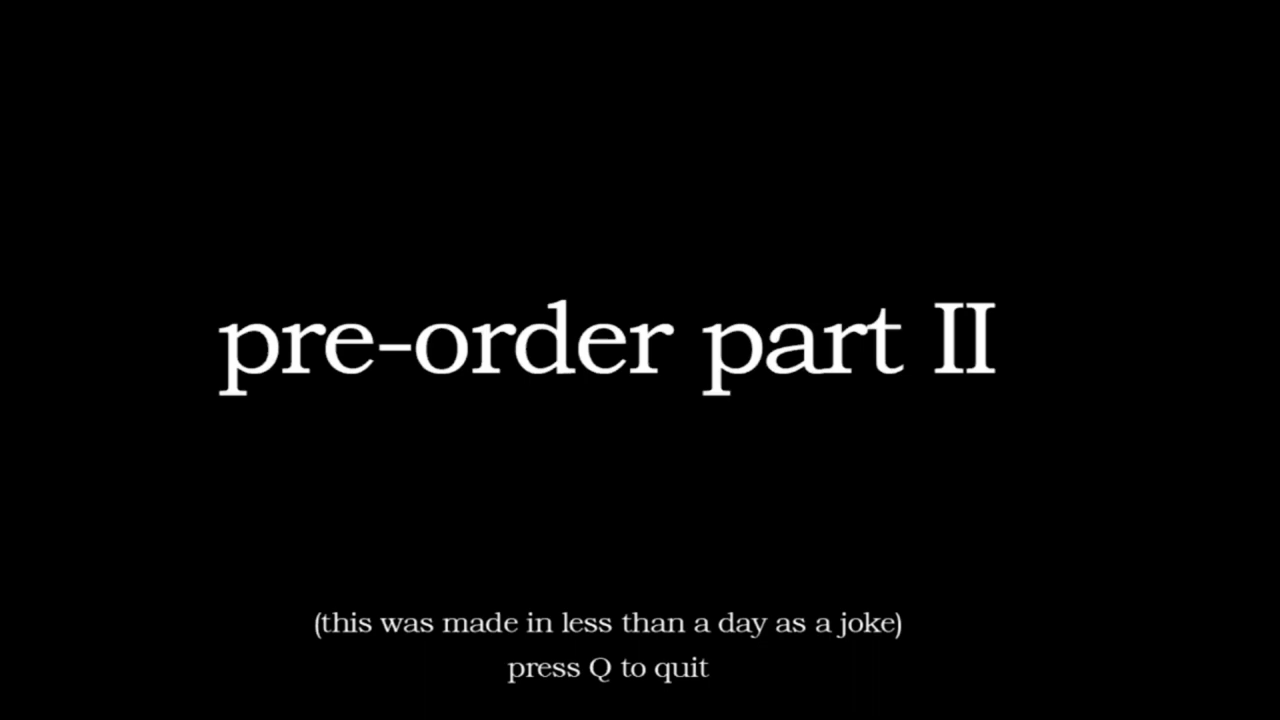 pre-order part II
(this was made in less than a day as a joke)
press Q to quit